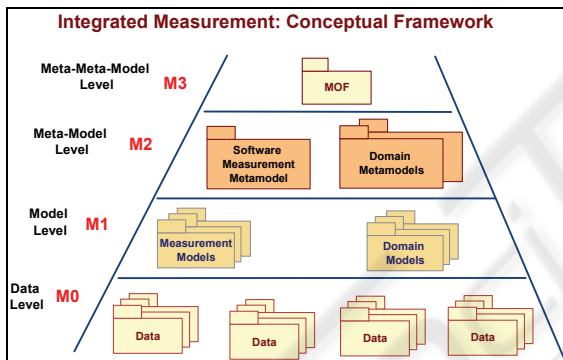 Integrated Measurement: Conceptual Framework
Meta-Meta-Model
Level
M3
MOF
Meta-Model
Level
M2
Software
Measurement
Metamodel
Domain
Metamodels
Model
Level
M1
Measurement
Models
Domain
Models
Data
Level
M0
Data
Data
Data
Data